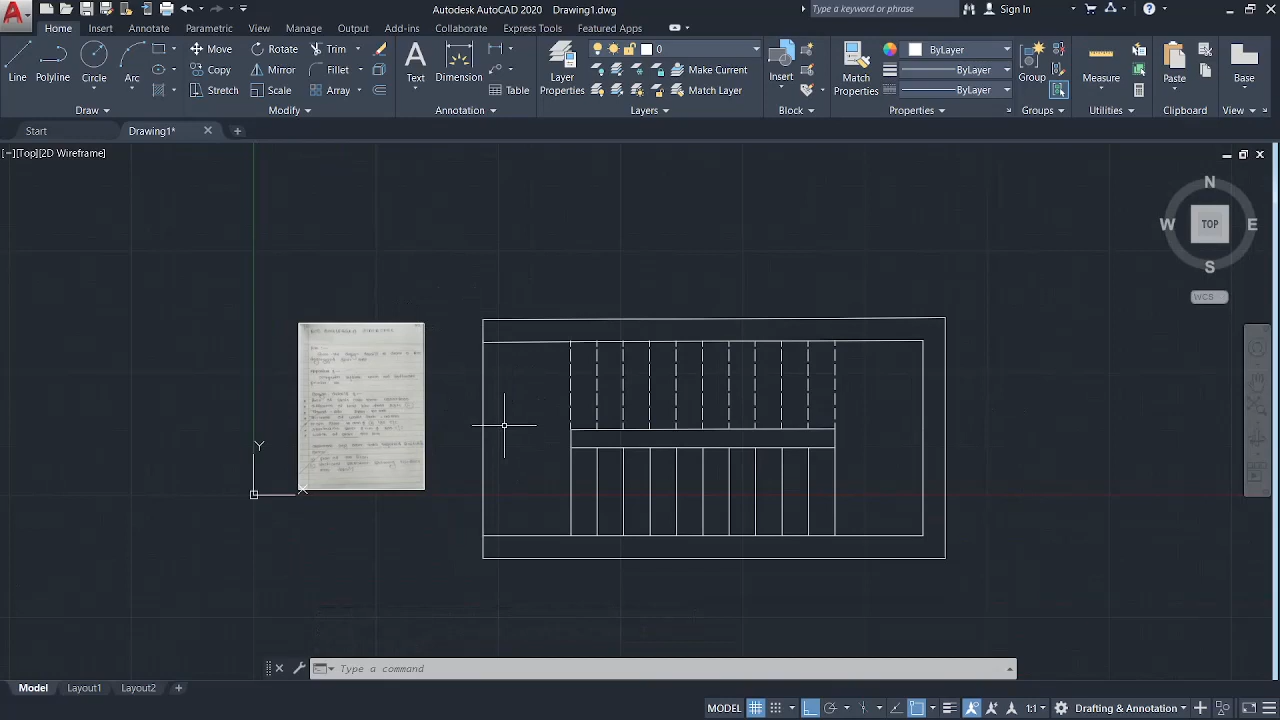 Autodesk AutoCAD 2020 Drawing1.dwg
Type a keyword or phrase
Sign In
Home Insert Annotate Parametric View Manage Output Add-ins Collaborate Express Tools Featured Apps
Line Polyline Circle Arc
Move Rotate Trim
Copy Mirror Fillet
Stretch Scale Array
Text Dimension Table
Layer Properties
0
Make Current
Match Layer
Insert
Match Properties
ByLayer
ByLayer
ByLayer
Group
Measure
Paste
Base
Draw Modify Annotation Layers Block Properties Groups Utilities Clipboard View
Start Drawing1*
[−][Top][2D Wireframe]
N
W TOP E
S
WCS
Y
X
Type a command
Model Layout1 Layout2
MODEL 1:1 Drafting & Annotation